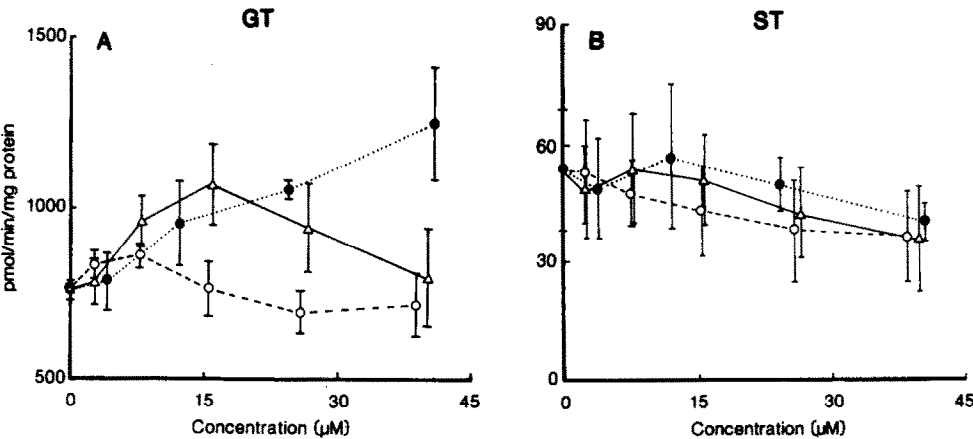 GT
ST
A
B
pmol/min/mg protein
1500
1000
500
0
15
30
45
Concentration (µM)
90
60
30
0
0
15
30
45
Concentration (µM)